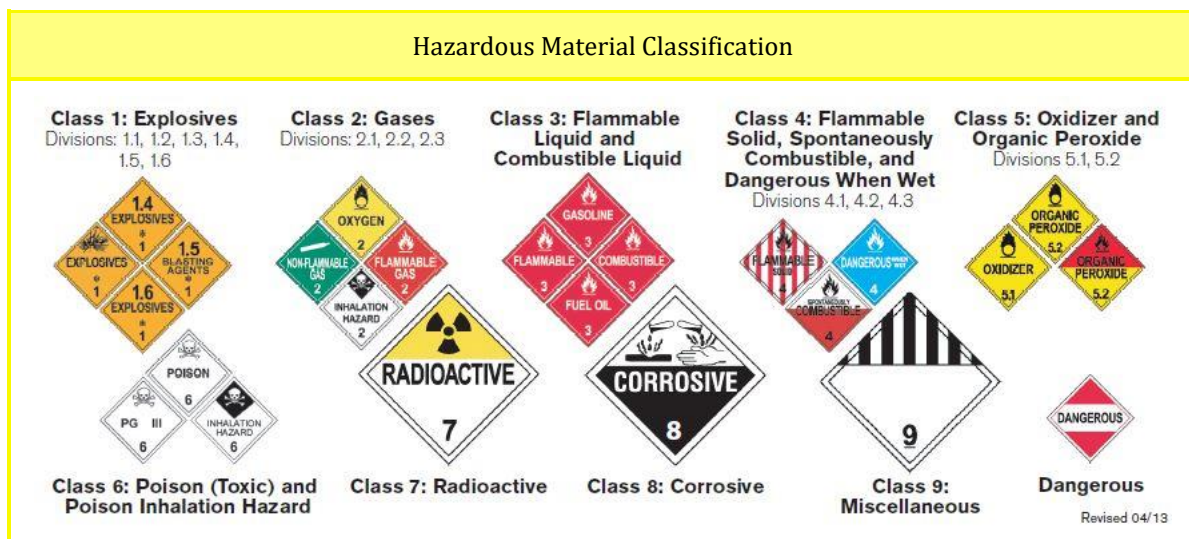 Hazardous Material Classification
Class 1: Explosives
Divisions: 1.1, 1.2, 1.3, 1.4,
1.5, 1.6
1.4
EXPLOSIVES
*
1
EXPLOSIVES
*
1
1.5
BLASTING
AGENTS
*
1
1.6
EXPLOSIVES
*
1
Class 2: Gases
Divisions: 2.1, 2.2, 2.3
OXYGEN
2
NON-FLAMMABLE
GAS
2
FLAMMABLE
GAS
2
INHALATION
HAZARD
2
Class 3: Flammable
Liquid and
Combustible Liquid
GASOLINE
3
FLAMMABLE
3
COMBUSTIBLE
3
FUEL OIL
3
Class 4: Flammable
Solid, Spontaneously
Combustible, and
Dangerous When Wet
Divisions 4.1, 4.2, 4.3
FLAMMABLE
SOLID
4
DANGEROUS WHEN WET
4
SPONTANEOUSLY
COMBUSTIBLE
4
Class 5: Oxidizer and
Organic Peroxide
Divisions 5.1, 5.2
ORGANIC
PEROXIDE
5.2
OXIDIZER
5.1
ORGANIC
PEROXIDE
5.2
POISON
6
PG III
6
INHALATION
HAZARD
6
Class 6: Poison (Toxic) and
Poison Inhalation Hazard
RADIOACTIVE
7
Class 7: Radioactive
CORROSIVE
8
Class 8: Corrosive
9
Class 9:
Miscellaneous
DANGEROUS
Dangerous
Revised 04/13